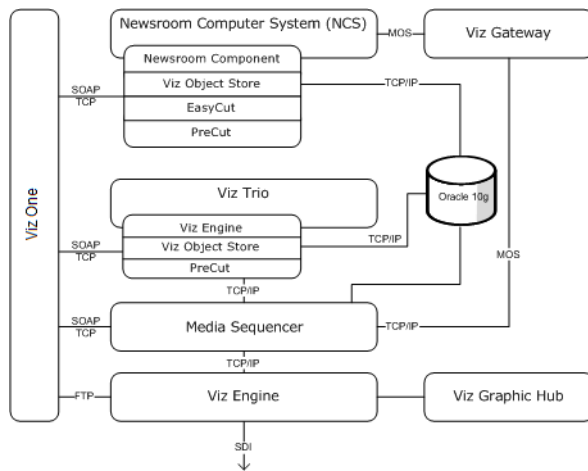 Newsroom Computer System (NCS)
MOS
Viz Gateway
Newsroom Component
Viz Object Store
EasyCut
PreCut
SOAP
TCP
TCP/IP
Viz One
Oracle 10g
Viz Trio
Viz Engine
Viz Object Store
PreCut
SOAP
TCP
TCP/IP
MOS
TCP/IP
SOAP
TCP
Media Sequencer
TCP/IP
TCP/IP
FTP
Viz Engine
Viz Graphic Hub
SDI